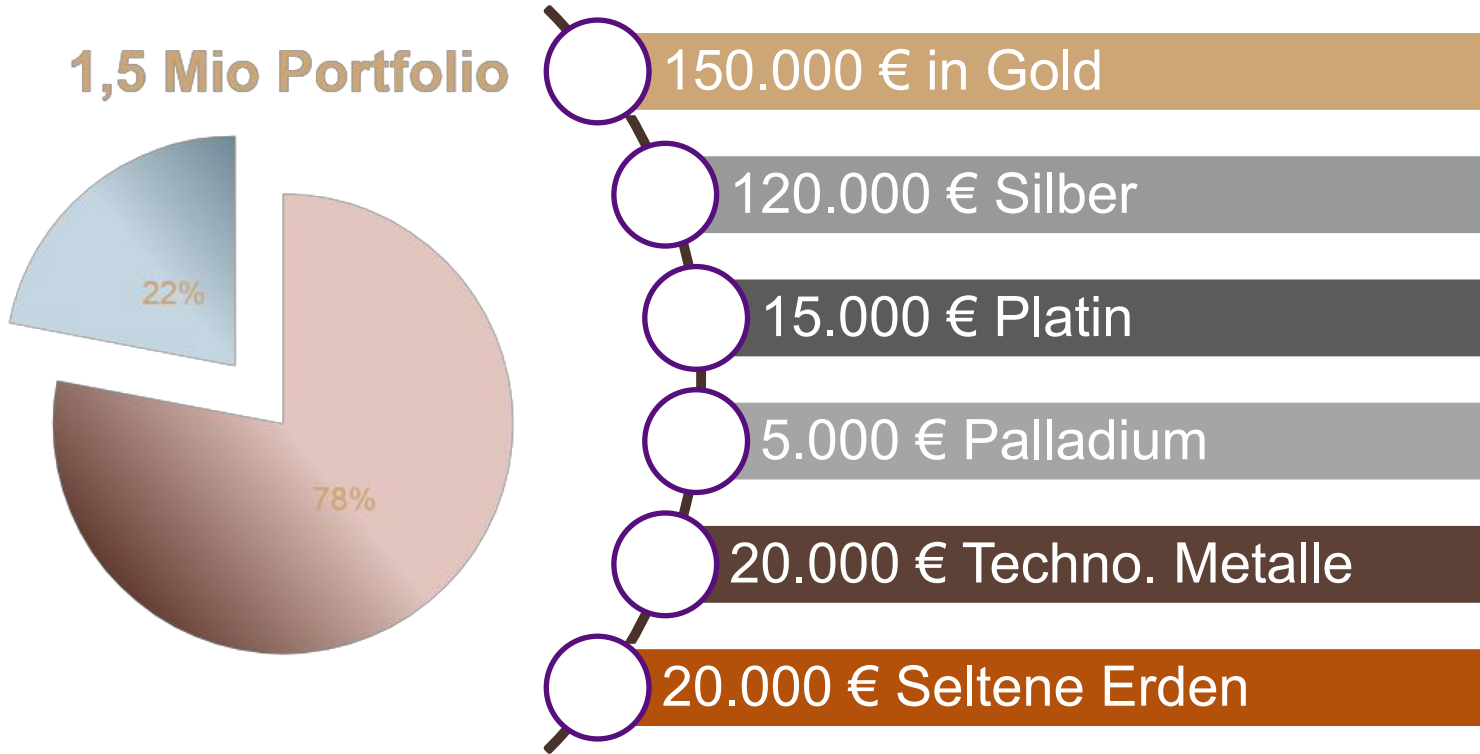 1,5 Mio Portfolio
22%
78%
150.000 € in Gold
120.000 € Silber
15.000 € Platin
5.000 € Palladium
20.000 € Techno. Metalle
20.000 € Seltene Erden